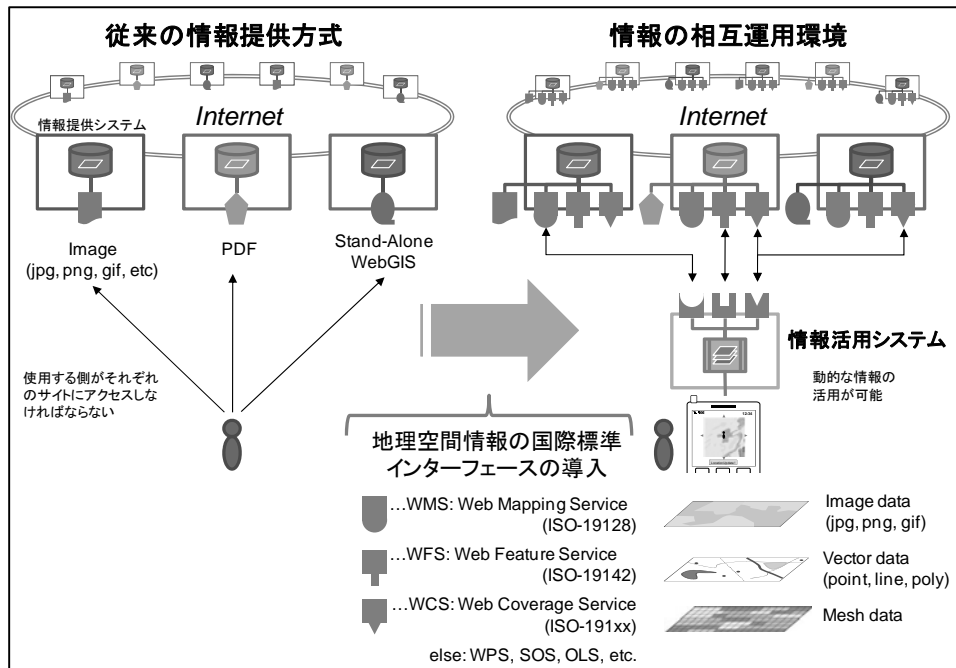 従来の情報提供方式
情報の相互運用環境
Internet
情報提供システム
Internet
Image
(jpg, png, gif, etc)
PDF
Stand-Alone
WebGIS
使用する側がそれぞれ
のサイトにアクセスしな
ければならない
情報活用システム
動的な情報の
活用が可能
地理空間情報の国際標準
インターフェースの導入
…WMS: Web Mapping Service
(ISO-19128)
…WFS: Web Feature Service
(ISO-19142)
…WCS: Web Coverage Service
(ISO-191xx)
else: WPS, SOS, OLS, etc.
Image data
(jpg, png, gif)
Vector data
(point, line, poly)
Mesh data